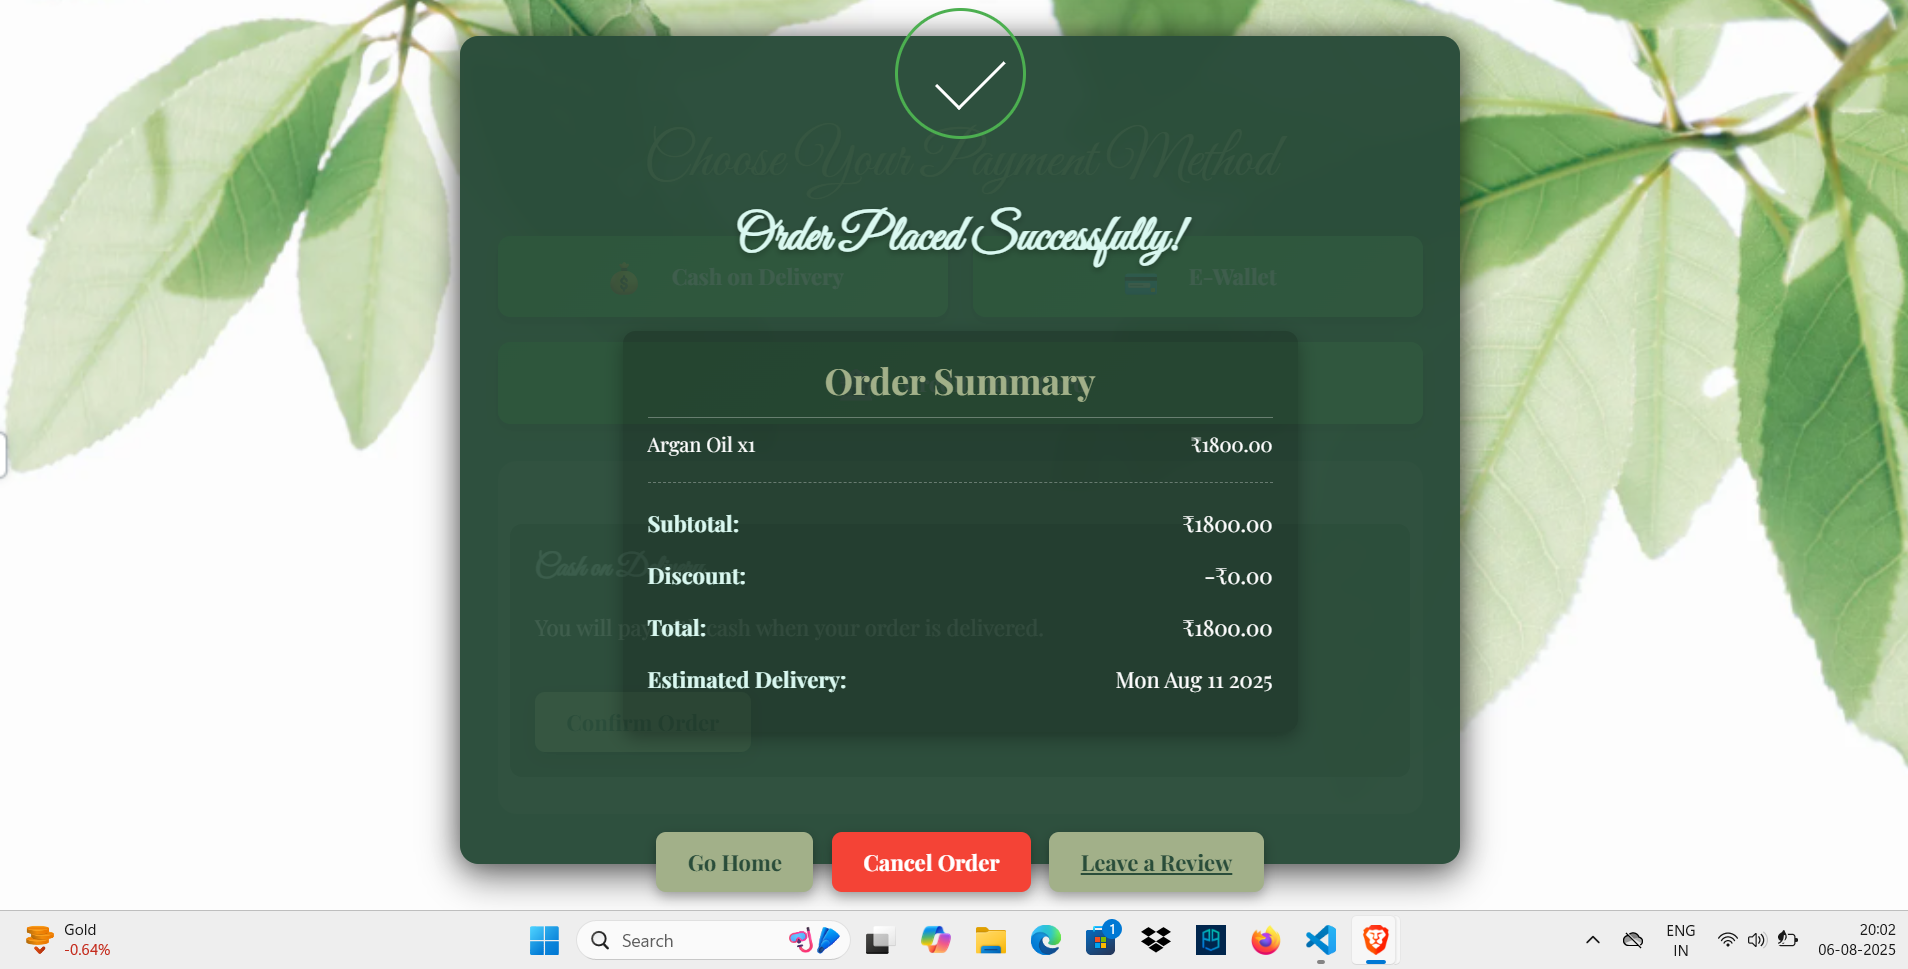 Choose Your Payment Method
Order Placed Successfully!
Cash on Delivery
E-Wallet
Order Summary
Argan Oil x1 ₹1800.00
Subtotal: ₹1800.00
Cash on Delivery
Discount: -₹0.00
You will pay cash when your order is delivered.
Total: ₹1800.00
Estimated Delivery: Mon Aug 11 2025
Confirm Order
Go Home
Cancel Order
Leave a Review
Gold
-0.64%
Search
1
ENG
IN
20:02
06-08-2025